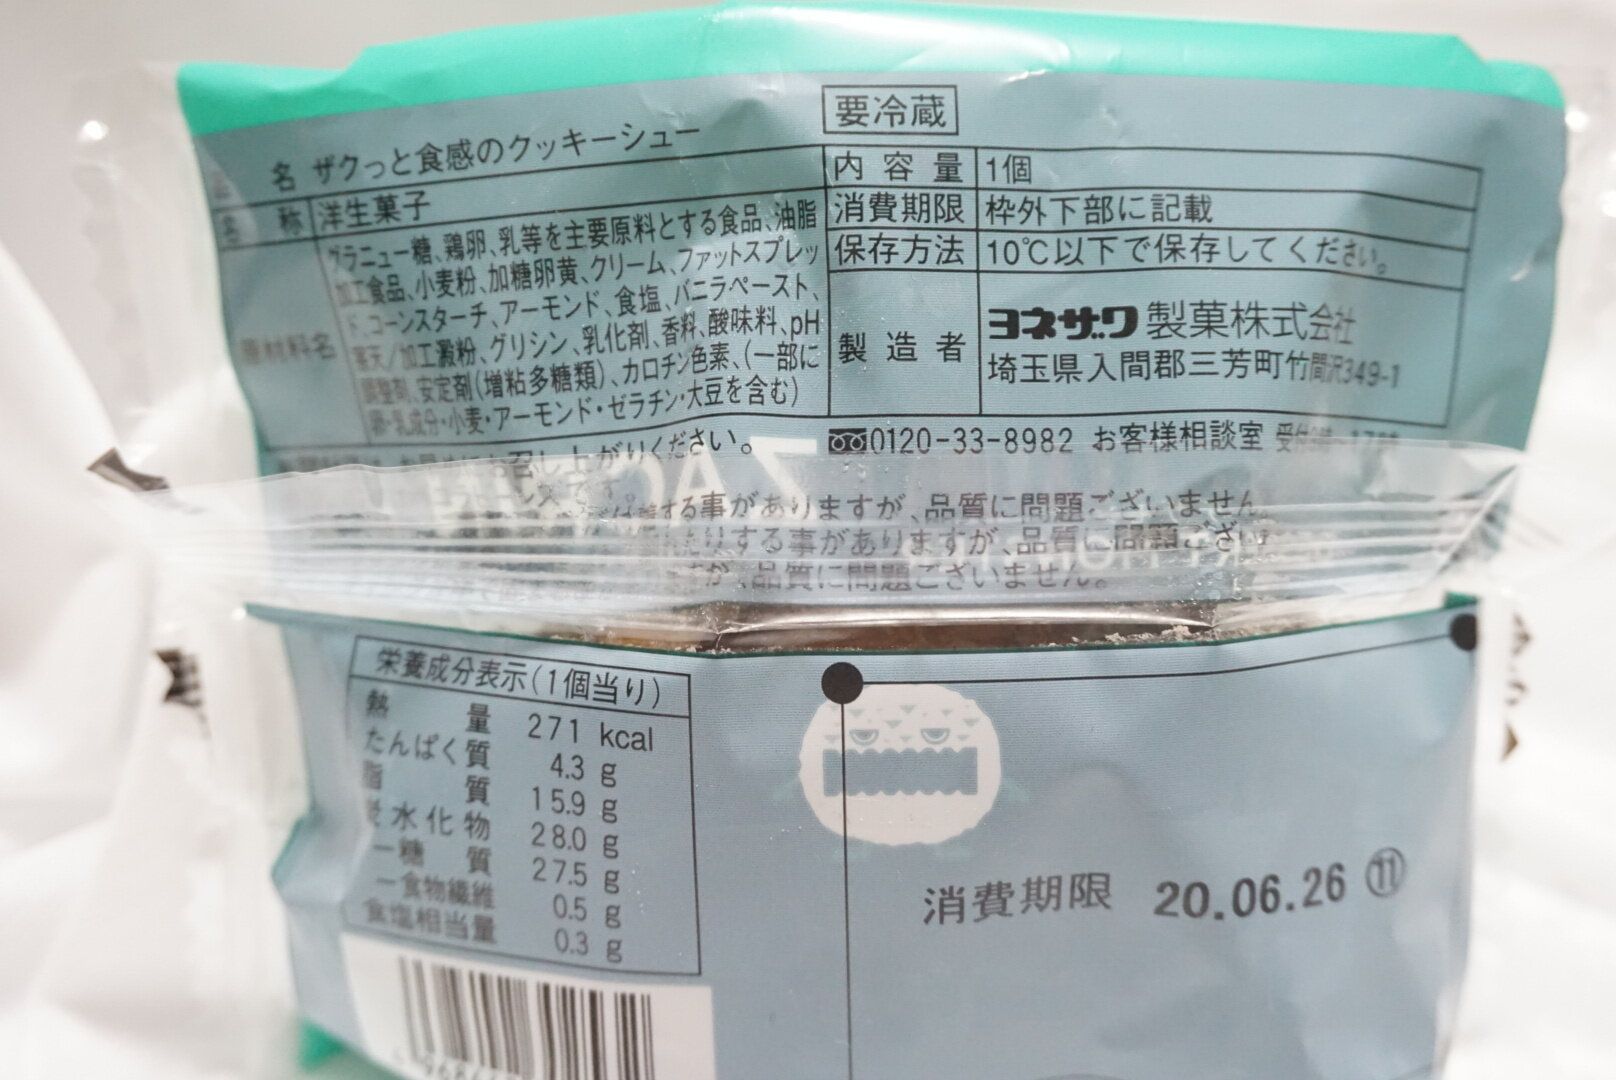 要冷蔵
名 ザクっと食感のクッキーシュー
名 称 洋生菓子
原材料名
グラニュー糖、鶏卵、乳等を主要原料とする食品、油脂
加工食品、小麦粉、加糖卵黄、クリーム、ファットスプレッ
ド、コーンスターチ、アーモンド、食塩、バニラペースト、
寒天／加工澱粉、グリシン、乳化剤、香料、酸味料、pH
調整剤、安定剤(増粘多糖類)、カロチン色素、(一部に
卵・乳成分・小麦・アーモンド・ゼラチン・大豆を含む)
内容量 1個
消費期限 枠外下部に記載
保存方法 10℃以下で保存してください。
製造者 ヨネザワ製菓株式会社
埼玉県入間郡三芳町竹間沢349-1
0120-33-8982 お客様相談室
お召し上がりください。
する事がありますが、品質に問題ございません。
たりする事がありますが、品質に問題ござい
が、品質に問題ございません。
栄養成分表示(1個当り)
熱量 271 kcal
たんぱく質 4.3 g
脂質 15.9 g
炭水化物 28.0 g
ー糖質 27.5 g
ー食物繊維 0.5 g
食塩相当量 0.3 g
消費期限 20.06.26 ⑪